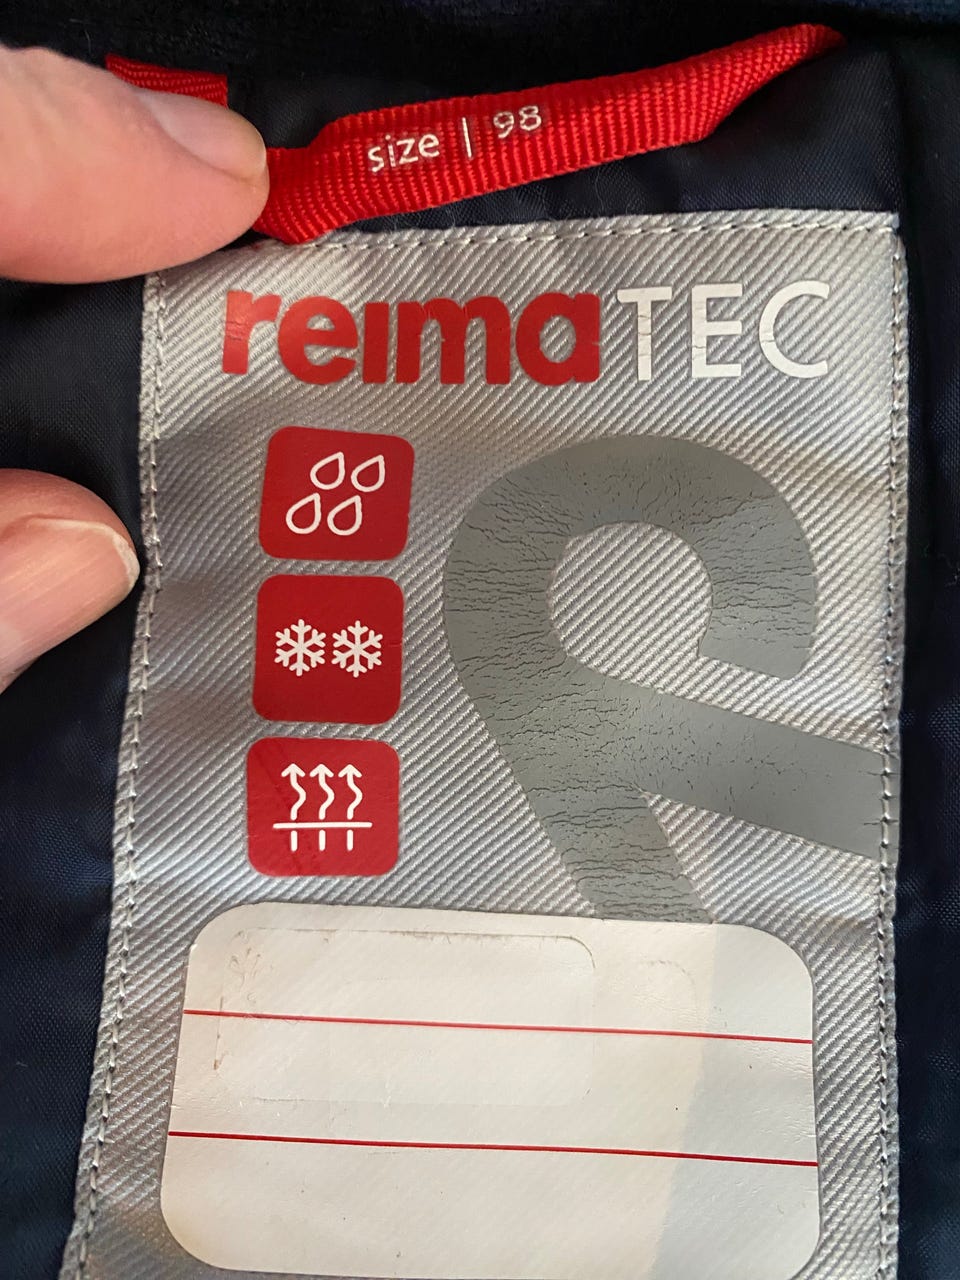 size | 98
reimaTEC